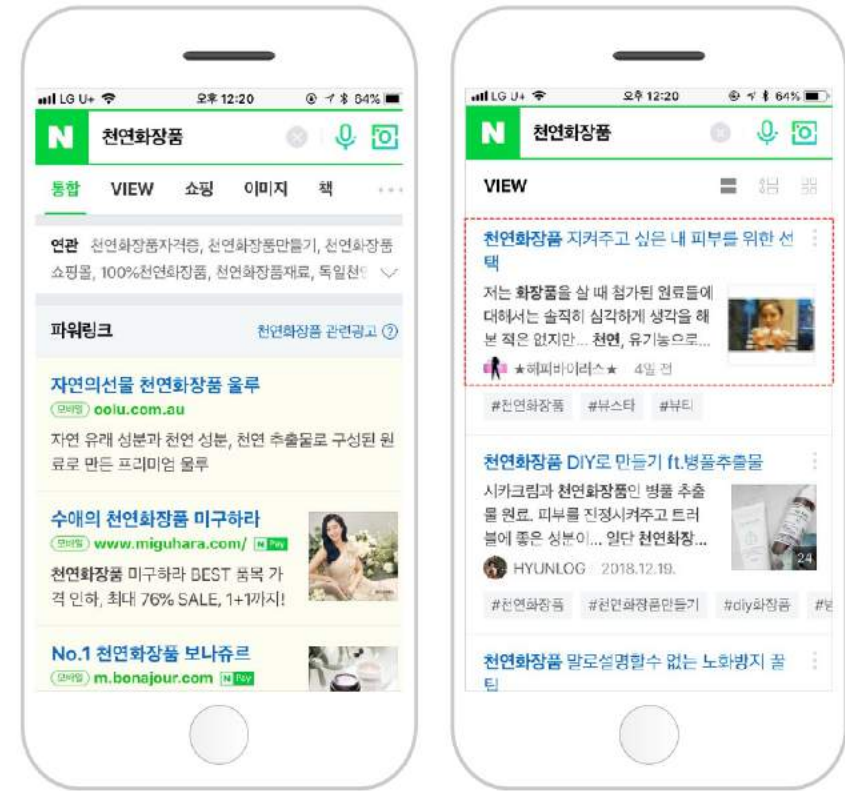 LG U+ 오후 12:20 64%
N 천연화장품
통합 VIEW 쇼핑 이미지 책
연관 천연화장품자격증, 천연화장품만들기, 천연화장품
쇼핑몰, 100%천연화장품, 천연화장품재료, 독일천연
파워링크 천연화장품 관련광고
자연의선물 천연화장품 울루
모바일 oolu.com.au
자연 유래 성분과 천연 성분, 천연 추출물로 구성된 원
료로 만든 프리미엄 울루
수애의 천연화장품 미구하라
모바일 www.miguhara.com/ N Pay
천연화장품 미구하라 BEST 품목 가
격 인하, 최대 76% SALE, 1+1까지!
No.1 천연화장품 보나쥬르
모바일 m.bonajour.com N Pay
LG U+ 오후 12:20 64%
N 천연화장품
VIEW
천연화장품 지켜주고 싶은 내 피부를 위한 선
택
저는 화장품을 살 때 첨가된 원료들에
대해서는 솔직히 심각하게 생각을 해
본 적은 없지만... 천연, 유기농으로...
★해피바이러스★ 4일 전
#천연화장품 #뷰스타 #뷰티
천연화장품 DIY로 만들기 ft.병풀추출물
시카크림과 천연화장품인 병풀 추출
물 원료. 피부를 진정시켜주고 트러
블에 좋은 성분이... 일단 천연화장...
24
HYUNLOG 2018.12.19.
#천연화장품 #천연화장품만들기 #diy화장품
천연화장품 말로설명할수 없는 노화방지 꿀
팁